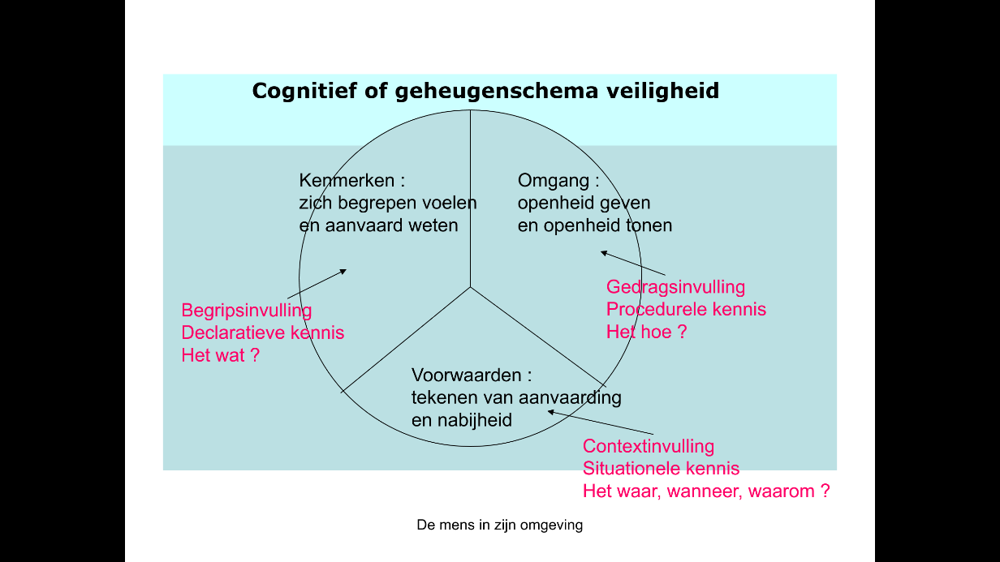 Cognitief of geheugenschema veiligheid
Kenmerken :
zich begrepen voelen
en aanvaard weten
Omgang :
openheid geven
en openheid tonen
Begripsinvulling
Declaratieve kennis
Het wat ?
Gedragsinvulling
Procedurele kennis
Het hoe ?
Voorwaarden :
tekenen van aanvaarding
en nabijheid
Contextinvulling
Situationele kennis
Het waar, wanneer, waarom ?
De mens in zijn omgeving